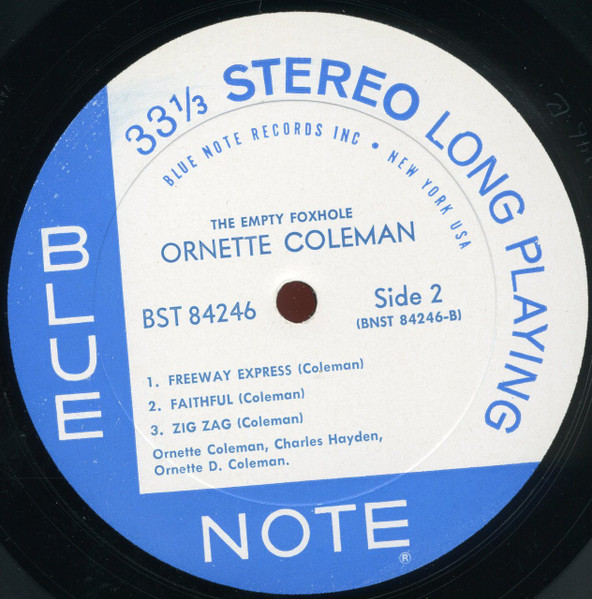 33⅓ STEREO LONG PLAYING
BLUE NOTE RECORDS INC • NEW YORK USA
THE EMPTY FOXHOLE
ORNETTE COLEMAN
BST 84246
Side 2
(BNST 84246-B)
1. FREEWAY EXPRESS (Coleman)
2. FAITHFUL (Coleman)
3. ZIG ZAG (Coleman)
Ornette Coleman, Charles Hayden,
Ornette D. Coleman.
BLUE
NOTE®